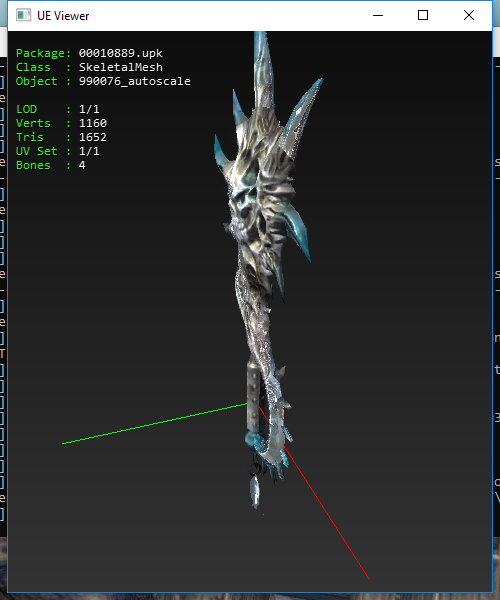 UE Viewer
Package: 00010889.upk
Class : SkeletalMesh
Object : 990076_autoscale
LOD : 1/1
Verts : 1160
Tris : 1652
UV Set : 1/1
Bones : 4